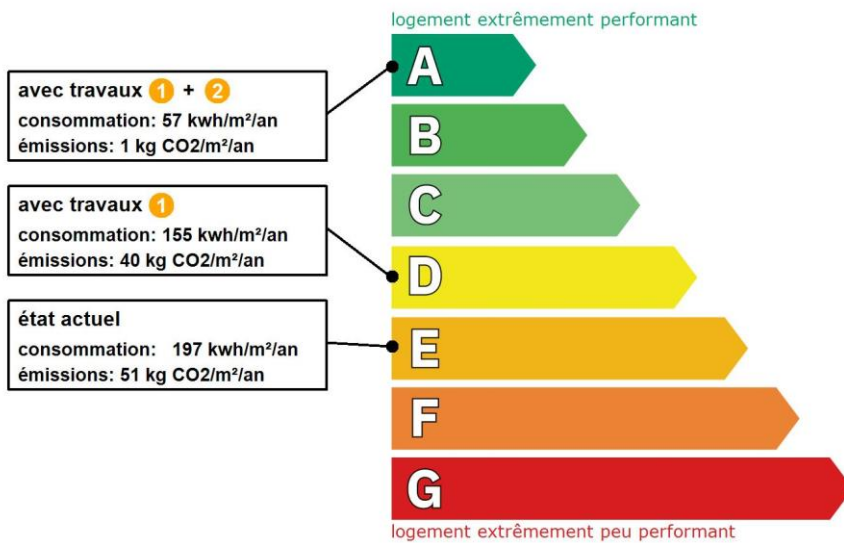 logement extrêmement performant
avec travaux 1 + 2
consommation: 57 kwh/m²/an
émissions: 1 kg CO2/m²/an
avec travaux 1
consommation: 155 kwh/m²/an
émissions: 40 kg CO2/m²/an
état actuel
consommation: 197 kwh/m²/an
émissions: 51 kg CO2/m²/an
A
B
C
D
E
F
G
logement extrêmement peu performant